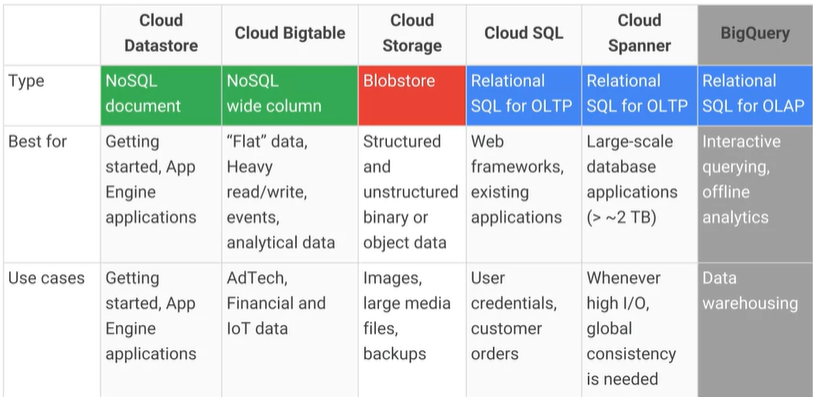 Cloud Datastore
Cloud Bigtable
Cloud Storage
Cloud SQL
Cloud Spanner
BigQuery
Type
NoSQL
document
NoSQL
wide column
Blobstore
Relational
SQL for OLTP
Relational
SQL for OLTP
Relational
SQL for OLAP
Best for
Getting
started, App
Engine
applications
“Flat” data,
Heavy
read/write,
events,
analytical data
Structured
and
unstructured
binary or
object data
Web
frameworks,
existing
applications
Large-scale
database
applications
(> ~2 TB)
Interactive
querying,
offline
analytics
Use cases
Getting
started, App
Engine
applications
AdTech,
Financial and
IoT data
Images,
large media
files,
backups
User
credentials,
customer
orders
Whenever
high I/O,
global
consistency
is needed
Data
warehousing